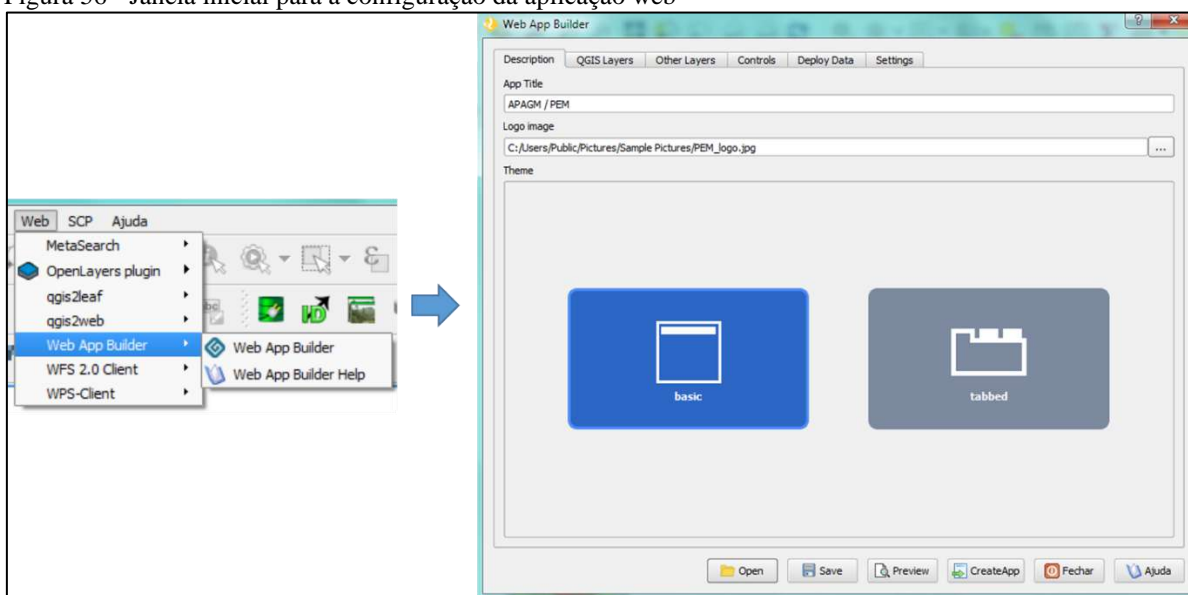 Figura 36 - Janela inicial para a configuração da aplicação web
Web SCP Ajuda
MetaSearch
OpenLayers plugin
qgis2leaf
qgis2web
Web App Builder
WFS 2.0 Client
WPS-Client
Web App Builder
Web App Builder Help
Web App Builder
Description QGIS Layers Other Layers Controls Deploy Data Settings
App Title
APAGM / PEM
Logo image
C:/Users/Public/Pictures/Sample Pictures/PEM_logo.jpg
...
Theme
basic
tabbed
Open Save Preview CreateApp Fechar Ajuda